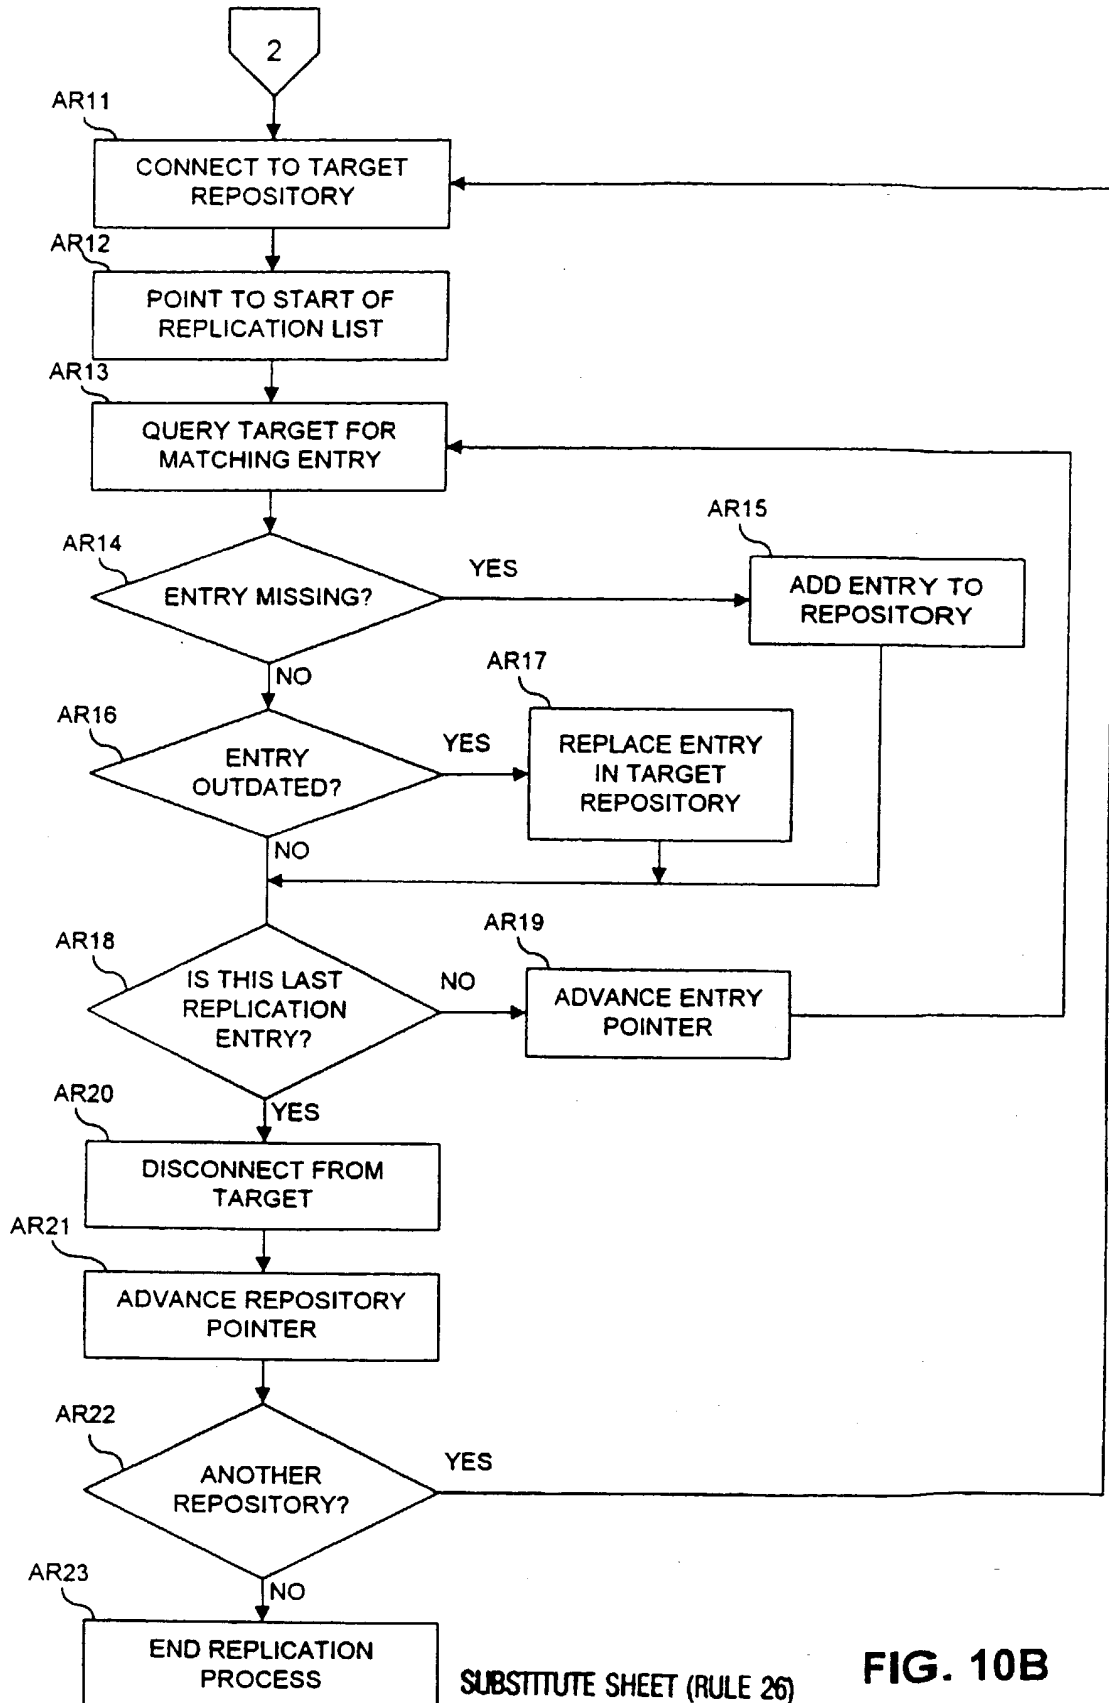 2
AR11
CONNECT TO TARGET
REPOSITORY
AR12
POINT TO START OF
REPLICATION LIST
AR13
QUERY TARGET FOR
MATCHING ENTRY
AR14
ENTRY MISSING?
YES
AR15
ADD ENTRY TO
REPOSITORY
NO
AR16
ENTRY
OUTDATED?
YES
AR17
REPLACE ENTRY
IN TARGET
REPOSITORY
NO
AR18
IS THIS LAST
REPLICATION
ENTRY?
NO
AR19
ADVANCE ENTRY
POINTER
YES
AR20
DISCONNECT FROM
TARGET
AR21
ADVANCE REPOSITORY
POINTER
AR22
ANOTHER
REPOSITORY?
YES
NO
AR23
END REPLICATION
PROCESS
SUBSTITUTE SHEET (RULE 26)
FIG. 10B